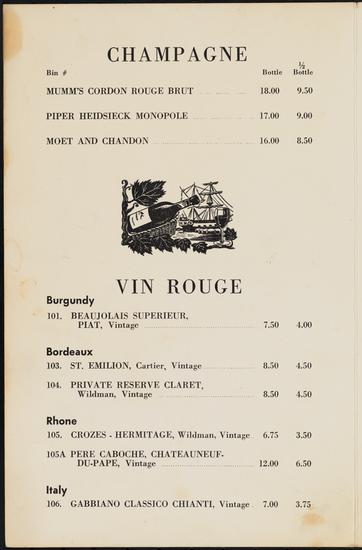 CHAMPAGNE
Bin # Bottle ½ Bottle
MUMM'S CORDON ROUGE BRUT 18.00 9.50
PIPER HEIDSIECK MONOPOLE 17.00 9.00
MOET AND CHANDON 16.00 8.50
VIN ROUGE
Burgundy
101. BEAUJOLAIS SUPERIEUR,
PIAT, Vintage 7.50 4.00
Bordeaux
103. ST. EMILION, Cartier, Vintage 8.50 4.50
104. PRIVATE RESERVE CLARET,
Wildman, Vintage 8.50 4.50
Rhone
105. CROZES - HERMITAGE, Wildman, Vintage 6.75 3.50
105A PERE CABOCHE, CHATEAUNEUF-
DU-PAPE, Vintage 12.00 6.50
Italy
106. GABBIANO CLASSICO CHIANTI, Vintage 7.00 3.75